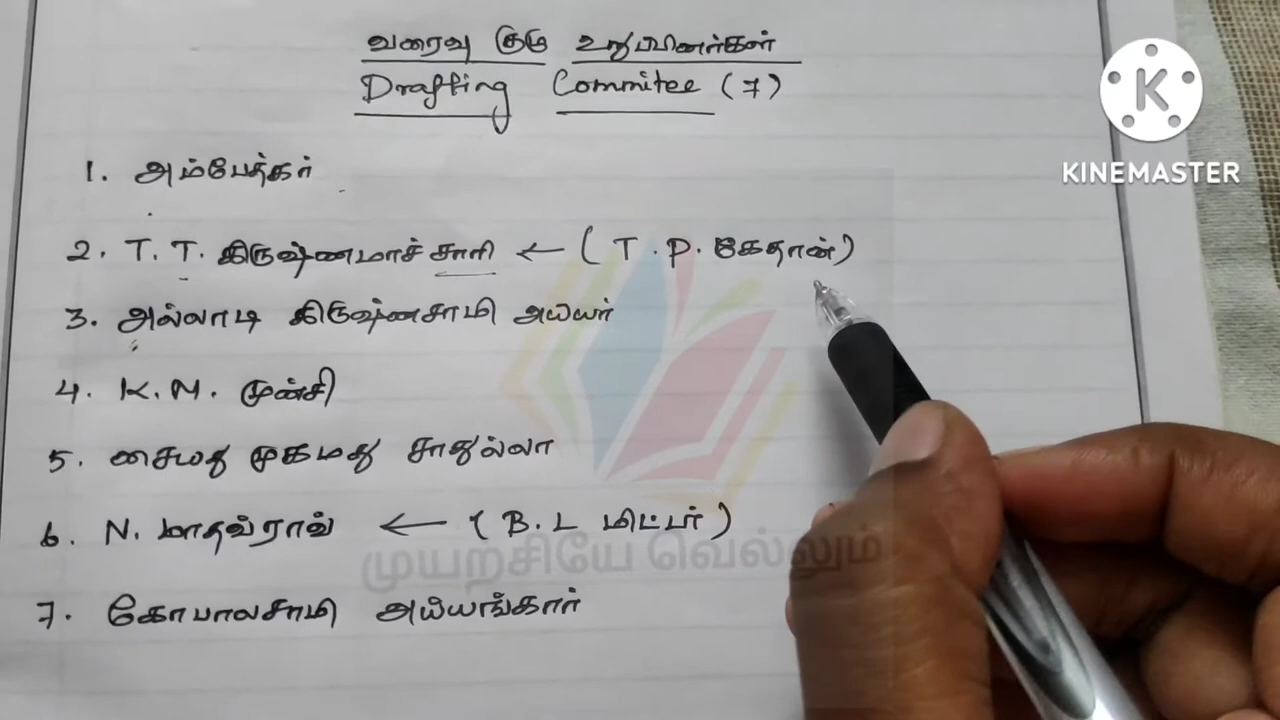 வரைவு குழு உறுப்பினர்கள்
Drafting Commitee (7)
1. அம்பேத்கர்
2. T. T. கிருஷ்ணமாச்சாரி ← ( T. P. கேதான்)
3. அல்லாடி கிருஷ்ணசாமி அய்யர்
4. K. M. முன்சி
5. சைமது முகமது சாதுல்லா
6. N. மாதவ்ராவ் ← ( B. L மிட்டர் )
7. கோபாலசாமி அய்யங்கார்
முயற்சியே வெல்லும்
K
KINEMASTER